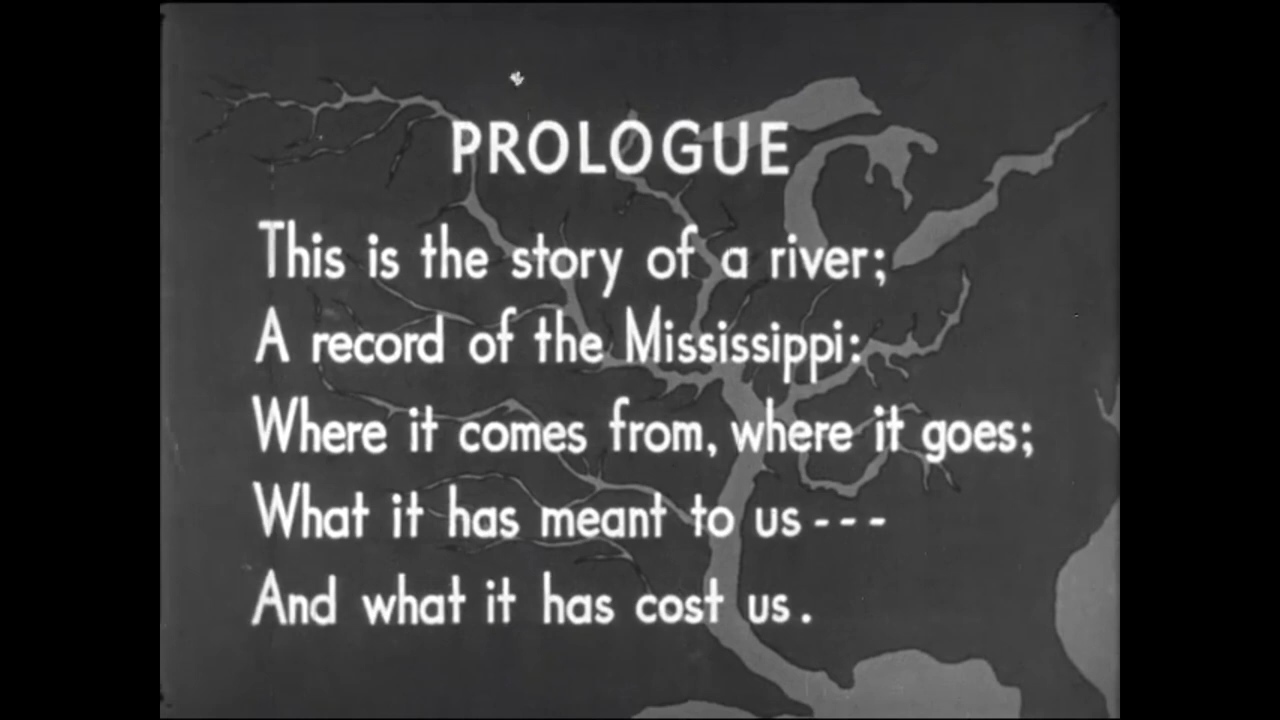 PROLOGUE
This is the story of a river;
A record of the Mississippi:
Where it comes from, where it goes;
What it has meant to us---
And what it has cost us.